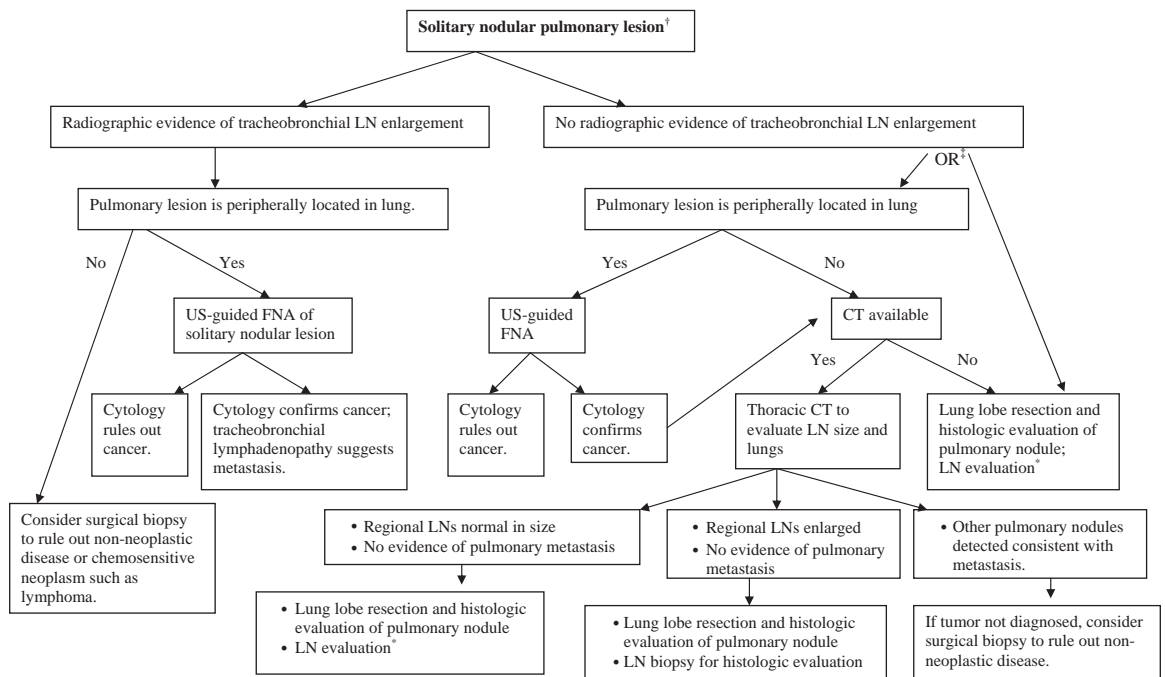 Solitary nodular pulmonary lesion†
Radiographic evidence of tracheobronchial LN enlargement
No radiographic evidence of tracheobronchial LN enlargement
OR‡
Pulmonary lesion is peripherally located in lung.
Pulmonary lesion is peripherally located in lung
No
Yes
Yes
No
US-guided FNA of
solitary nodular lesion
US-guided
FNA
CT available
Yes
No
Cytology
rules out
cancer.
Cytology confirms cancer;
tracheobronchial
lymphadenopathy suggests
metastasis.
Cytology
rules out
cancer.
Cytology
confirms
cancer.
Thoracic CT to
evaluate LN size and
lungs
Lung lobe resection and
histologic evaluation of
pulmonary nodule;
LN evaluation*
Consider surgical biopsy
to rule out non-neoplastic
disease or chemosensitive
neoplasm such as
lymphoma.
• Regional LNs normal in size
• No evidence of pulmonary metastasis
• Regional LNs enlarged
• No evidence of pulmonary
metastasis
• Other pulmonary nodules
detected consistent with
metastasis.
• Lung lobe resection and histologic
evaluation of pulmonary nodule
• LN evaluation*
• Lung lobe resection and histologic
evaluation of pulmonary nodule
• LN biopsy for histologic evaluation
If tumor not diagnosed, consider
surgical biopsy to rule out non-
neoplastic disease.